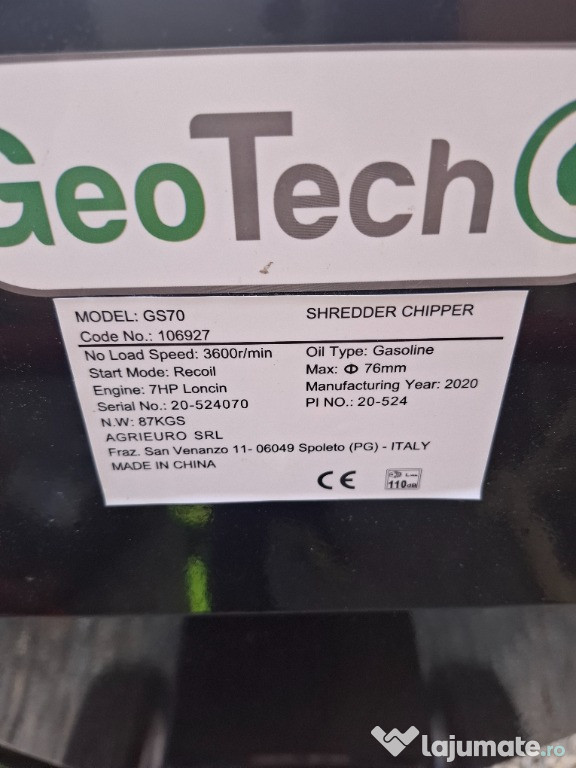 GeoTech
MODEL: GS70 SHREDDER CHIPPER
Code No.: 106927
No Load Speed: 3600r/min Oil Type: Gasoline
Start Mode: Recoil Max: Φ 76mm
Engine: 7HP Loncin Manufacturing Year: 2020
Serial No.: 20-524070 PI NO.: 20-524
N.W: 87KGS
AGRIEURO SRL
Fraz. San Venanzo 11- 06049 Spoleto (PG) - ITALY
MADE IN CHINA
CE
110
lajumate.ro